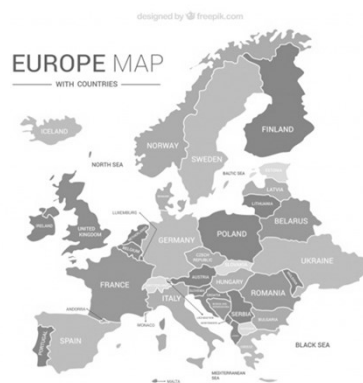 designed by freepik.com
EUROPE MAP
WITH COUNTRIES
ICELAND
FINLAND
NORWAY
SWEDEN
NORTH SEA
BALTIC SEA
LATVIA
LITHUANIA
IRELAND
UNITED
KINGDOM
BELARUS
LUXEMBURG
POLAND
GERMANY
BELGIUM
UKRAINE
CZECH
REPUBLIC
FRANCE
AUSTRIA
HUNGARY
ROMANIA
ITALY
SERBIA
ANDORRA
MONACO
BULGARIA
BLACK SEA
PORTUGAL
SPAIN
MEDITERRANEAN
SEA
MALTA